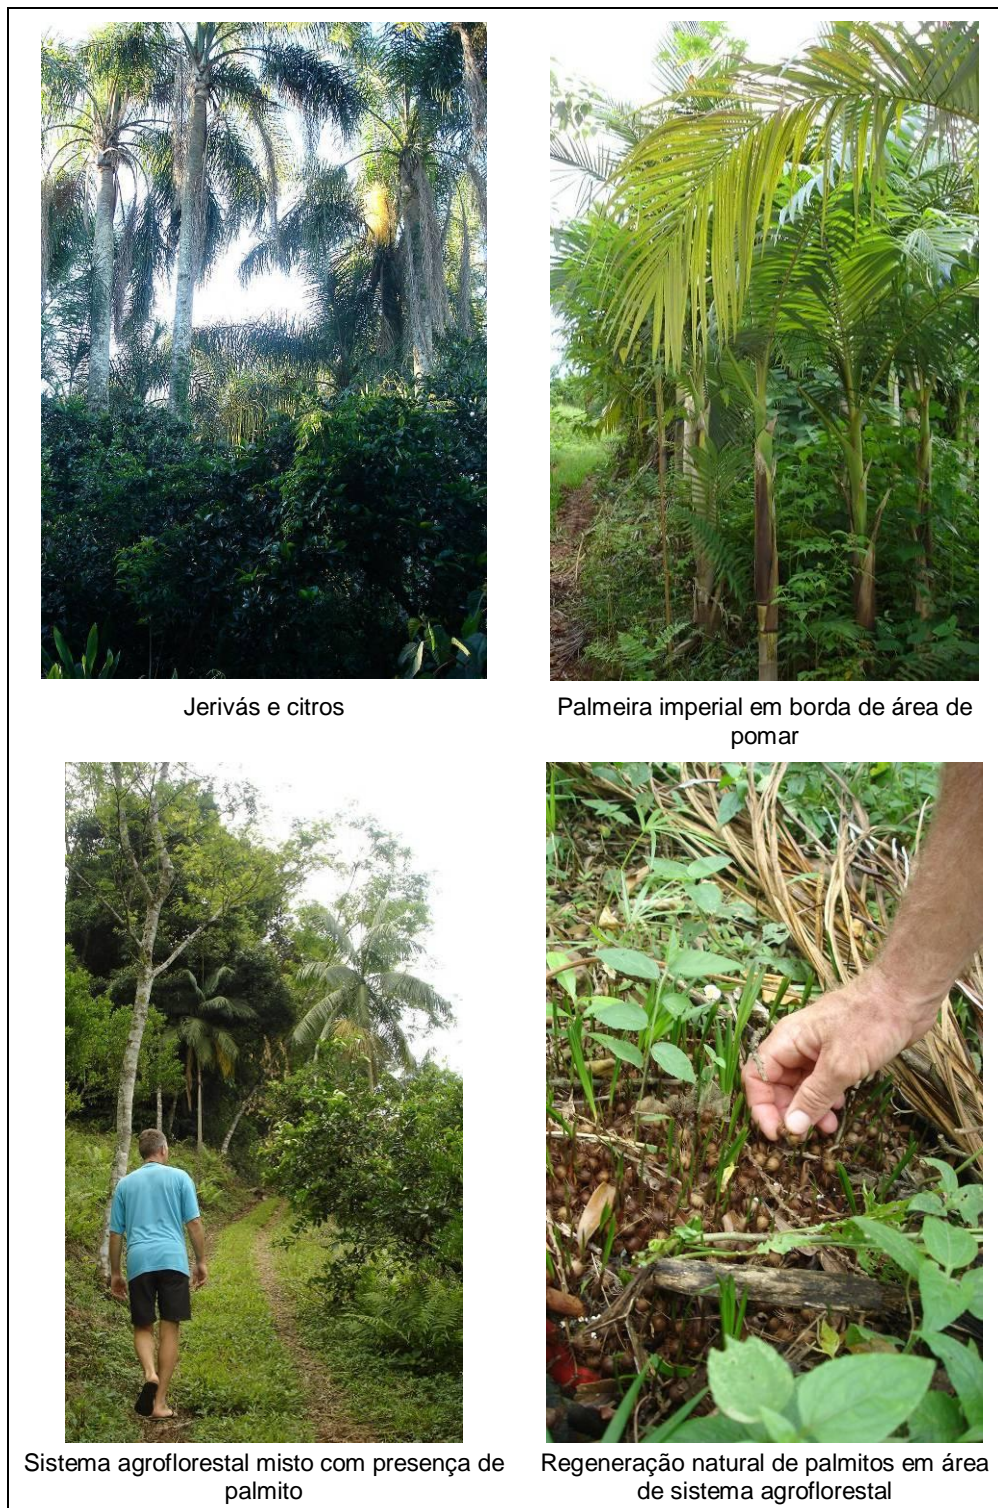 Jerivás e citros
Palmeira imperial em borda de área de
pomar
Sistema agroflorestal misto com presença de
palmito
Regeneração natural de palmitos em área
de sistema agroflorestal